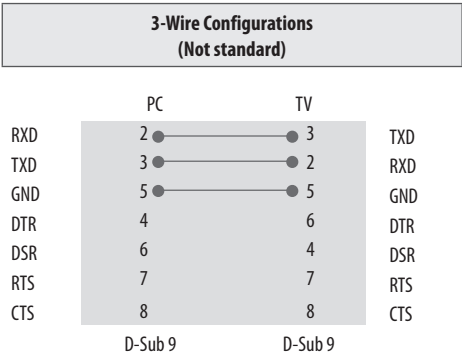 3-Wire Configurations
(Not standard)
PC TV
RXD 2 3 TXD
TXD 3 2 RXD
GND 5 5 GND
DTR 4 6 DTR
DSR 6 4 DSR
RTS 7 7 RTS
CTS 8 8 CTS
D-Sub 9 D-Sub 9